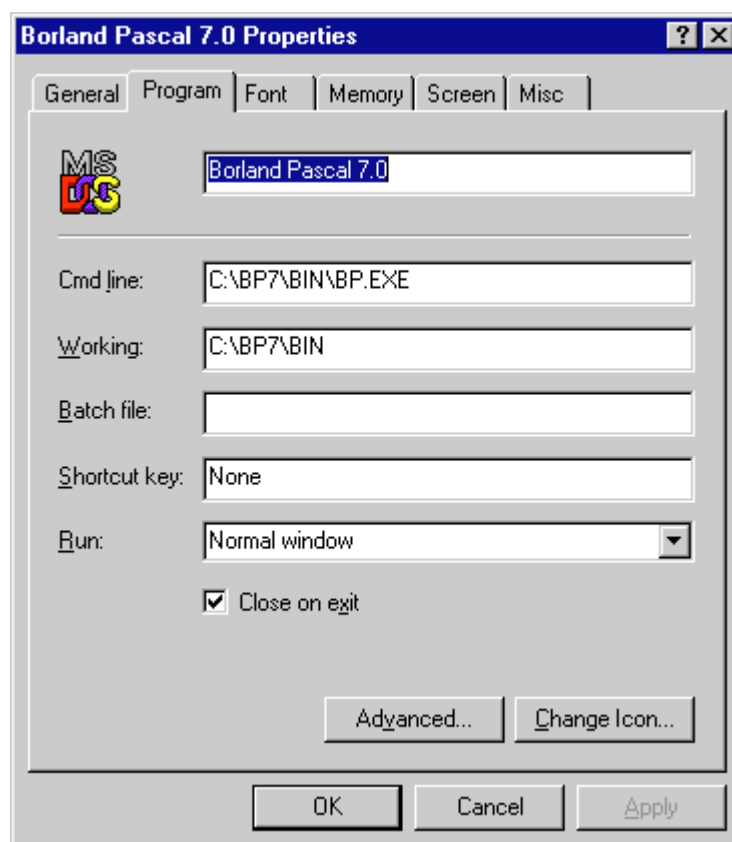 Borland Pascal 7.0 Properties
General Program Font Memory Screen Misc
MS
DOS
Borland Pascal 7.0
Cmd line: C:\BP7\BIN\BP.EXE
Working: C:\BP7\BIN
Batch file:
Shortcut key: None
Run: Normal window
Close on exit
Advanced... Change Icon...
OK Cancel Apply